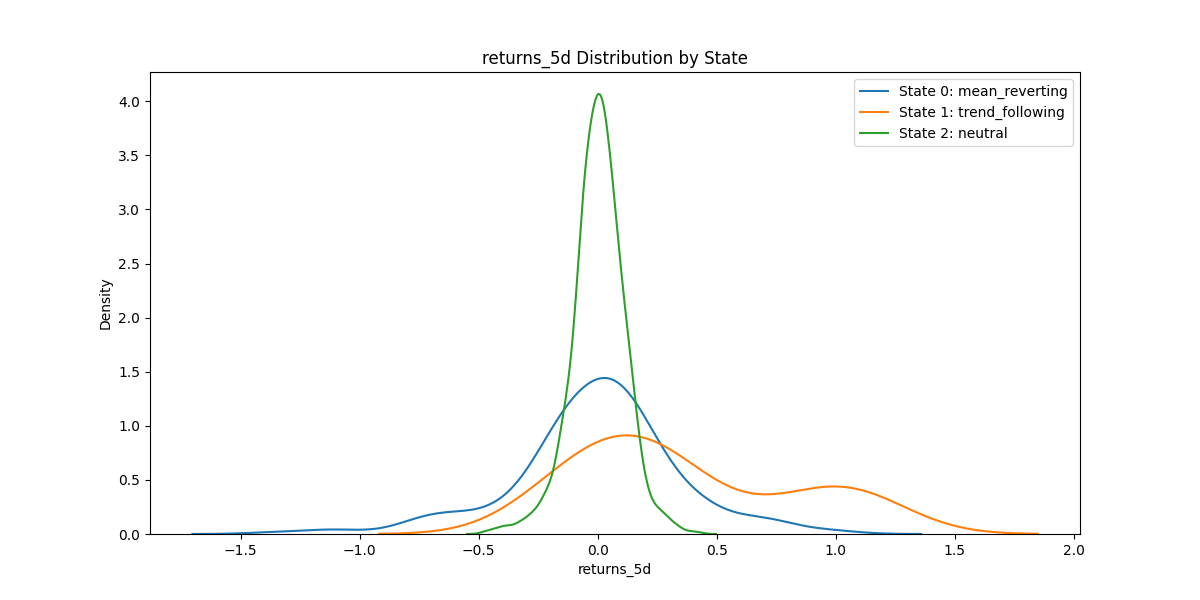 returns_5d Distribution by State
State 0: mean_reverting
State 1: trend_following
State 2: neutral
Density
4.0
3.5
3.0
2.5
2.0
1.5
1.0
0.5
0.0
−1.5 −1.0 −0.5 0.0 0.5 1.0 1.5 2.0
returns_5d